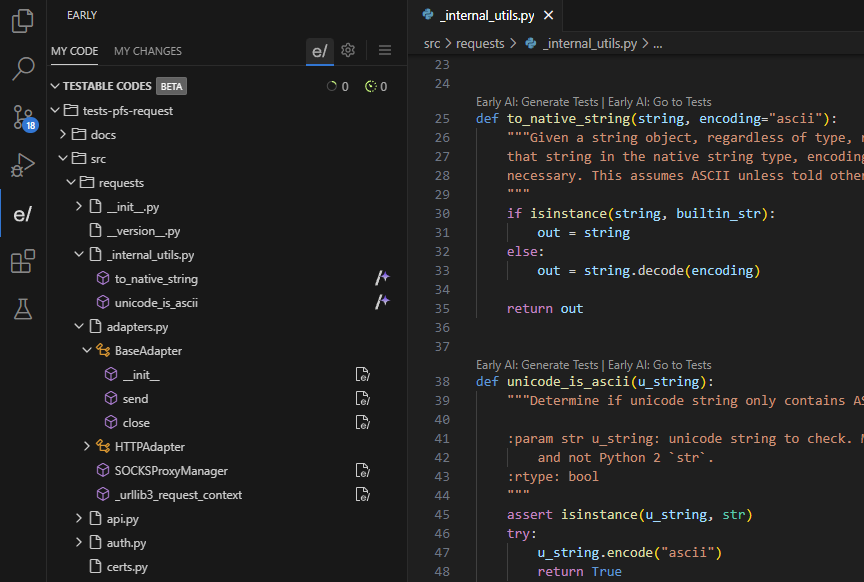 EARLY
MY CODE
MY CHANGES
e/
TESTABLE CODES BETA
0
0
tests-pfs-request
18
docs
src
requests
e/
__init__.py
__version__.py
_internal_utils.py
to_native_string
unicode_is_ascii
adapters.py
BaseAdapter
__init__
send
close
HTTPAdapter
SOCKSProxyManager
_urllib3_request_context
api.py
auth.py
certs.py
_internal_utils.py
src > requests > _internal_utils.py > ...
23
24
Early AI: Generate Tests | Early AI: Go to Tests
25 def to_native_string(string, encoding="ascii"):
26 """Given a string object, regardless of type, r
27 that string in the native string type, encoding
28 necessary. This assumes ASCII unless told other
29 """
30 if isinstance(string, builtin_str):
31 out = string
32 else:
33 out = string.decode(encoding)
34
35 return out
36
37
Early AI: Generate Tests | Early AI: Go to Tests
38 def unicode_is_ascii(u_string):
39 """Determine if unicode string only contains AS
40
41 :param str u_string: unicode string to check. M
42 and not Python 2 `str`.
43 :rtype: bool
44 """
45 assert isinstance(u_string, str)
46 try:
47 u_string.encode("ascii")
48 return True